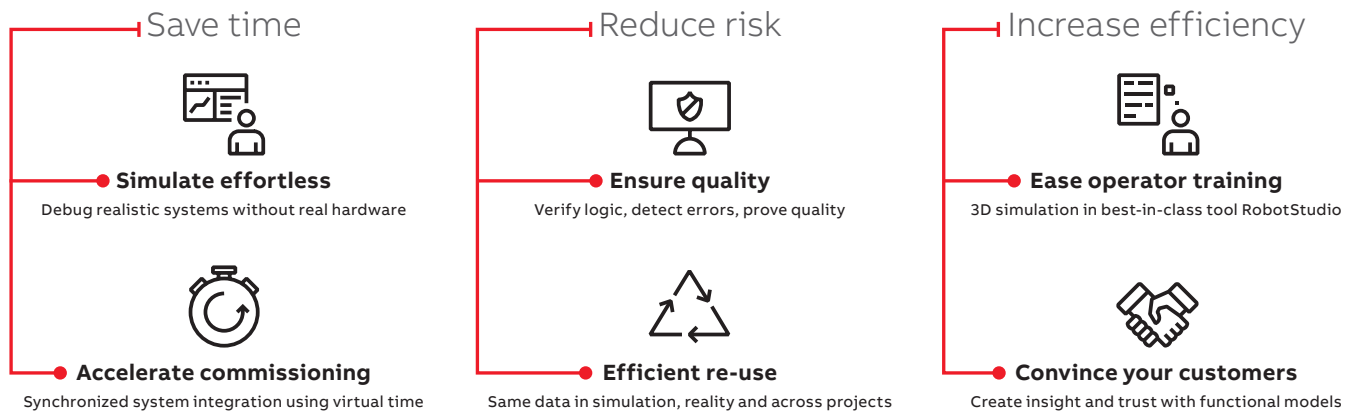 Save time
Simulate effortless
Debug realistic systems without real hardware
Accelerate commissioning
Synchronized system integration using virtual time
Reduce risk
Ensure quality
Verify logic, detect errors, prove quality
Efficient re-use
Same data in simulation, reality and across projects
Increase efficiency
Ease operator training
3D simulation in best-in-class tool RobotStudio
Convince your customers
Create insight and trust with functional models